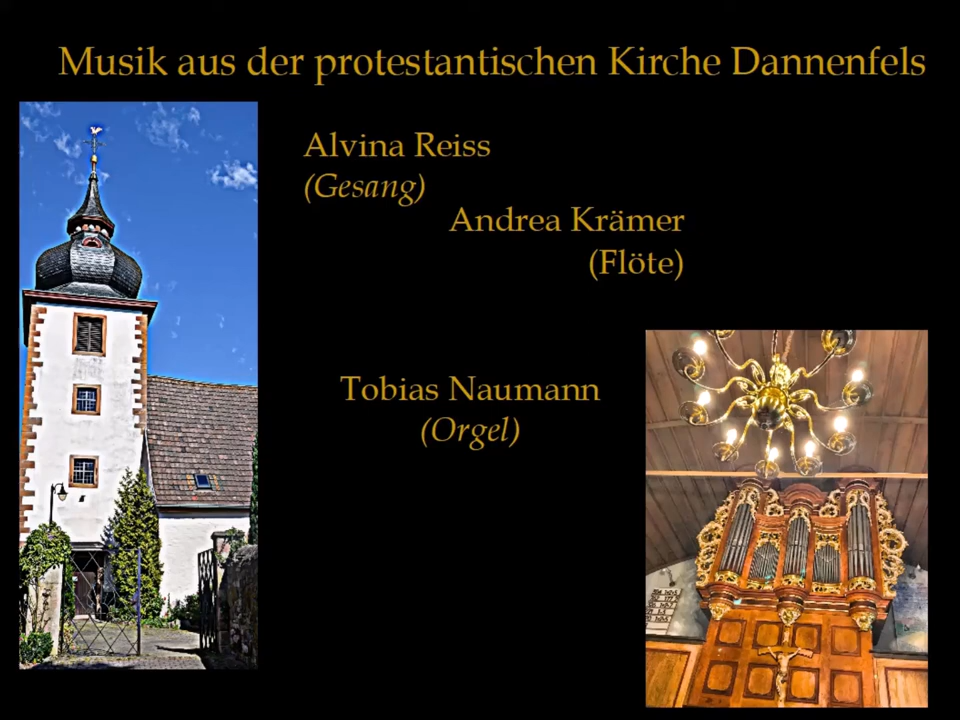 Musik aus der protestantischen Kirche Dannenfels
Alvina Reiss
(Gesang)
Andrea Krämer
(Flöte)
Tobias Naumann
(Orgel)